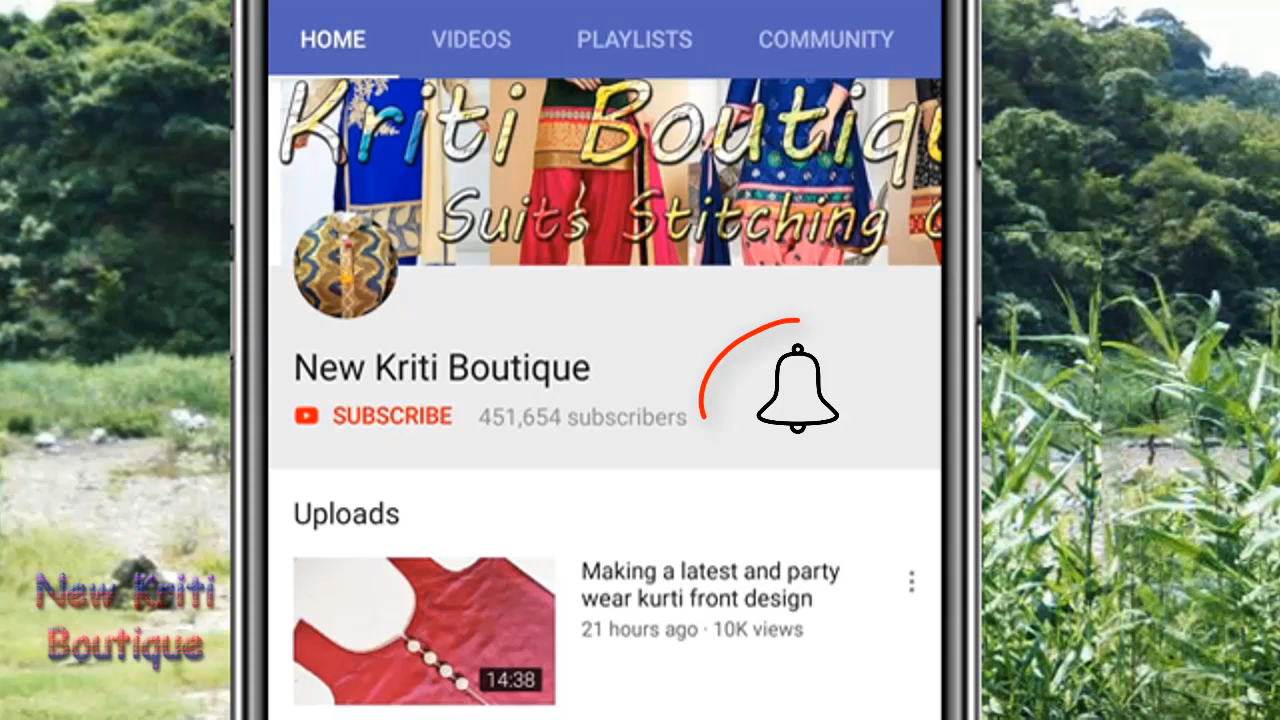 HOME VIDEOS PLAYLISTS COMMUNITY
Kriti Boutiqu
Suits Stitching
New Kriti Boutique
SUBSCRIBE 451,654 subscribers
Uploads
Making a latest and party
wear kurti front design
21 hours ago · 10K views
14:38
New Kriti
Boutique